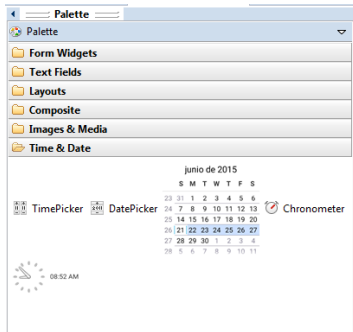 Palette
Palette
Form Widgets
Text Fields
Layouts
Composite
Images & Media
Time & Date
junio de 2015
S M T W T F S
23 31 1 2 3 4 5 6
24 7 8 9 10 11 12 13
25 14 15 16 17 18 19 20
26 21 22 23 24 25 26 27
27 28 29 30 1 2 3 4
28 5 6 7 8 9 10 11
TimePicker DatePicker Chronometer
08:52 AM